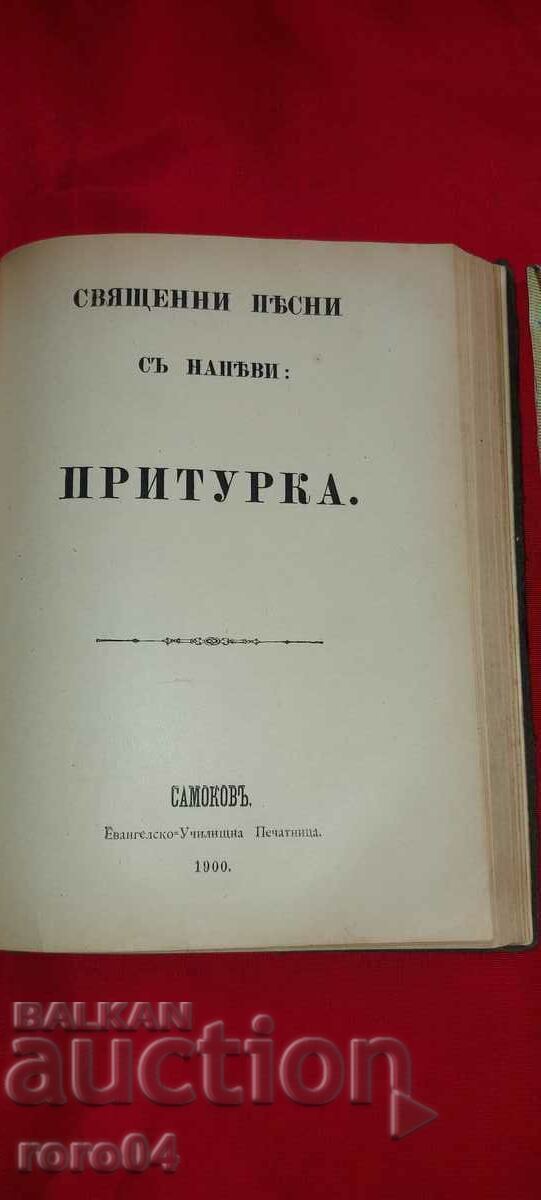 СВЯЩЕННИ ПѢСНИ
СЪ НАПѢВИ:
ПРИТУРКА.
САМОКОВЪ.
Евангелско-Училищна Печатница.
1900.
BALKAN
auction
roro04